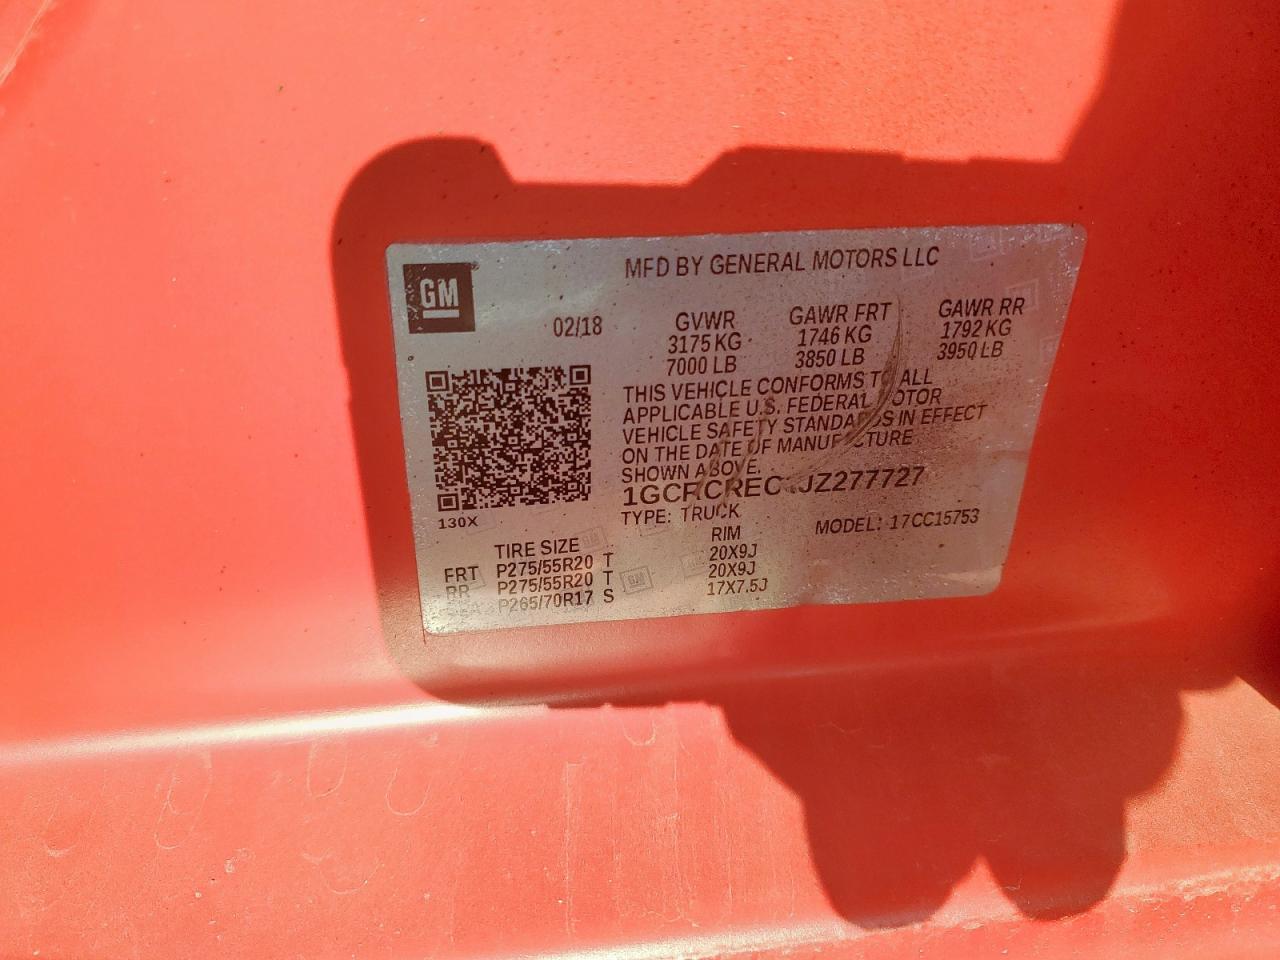 GM
MFD BY GENERAL MOTORS LLC
02/18
GVWR
3175 KG
7000 LB
GAWR FRT
1746 KG
3850 LB
GAWR RR
1792 KG
3950 LB
THIS VEHICLE CONFORMS TO ALL
APPLICABLE U.S. FEDERAL MOTOR
VEHICLE SAFETY STANDARDS IN EFFECT
ON THE DATE OF MANUFACTURE
SHOWN ABOVE.
TYPE: TRUCK
MODEL: 17CC15753
130X
TIRE SIZE RIM
FRT P275/55R20 T 20X9J
RR P275/55R20 T 20X9J
P265/70R17 S 17X7.5J